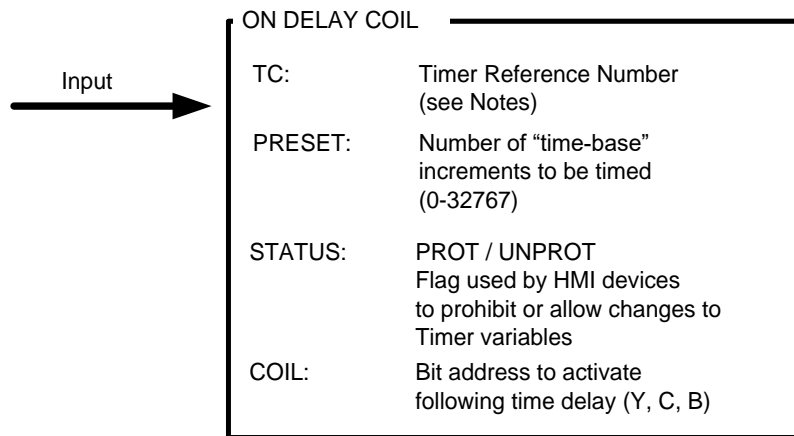 ON DELAY COIL
Input
TC: Timer Reference Number
(see Notes)
PRESET: Number of “time-base”
increments to be timed
(0-32767)
STATUS: PROT / UNPROT
Flag used by HMI devices
to prohibit or allow changes to
Timer variables
COIL: Bit address to activate
following time delay (Y, C, B)